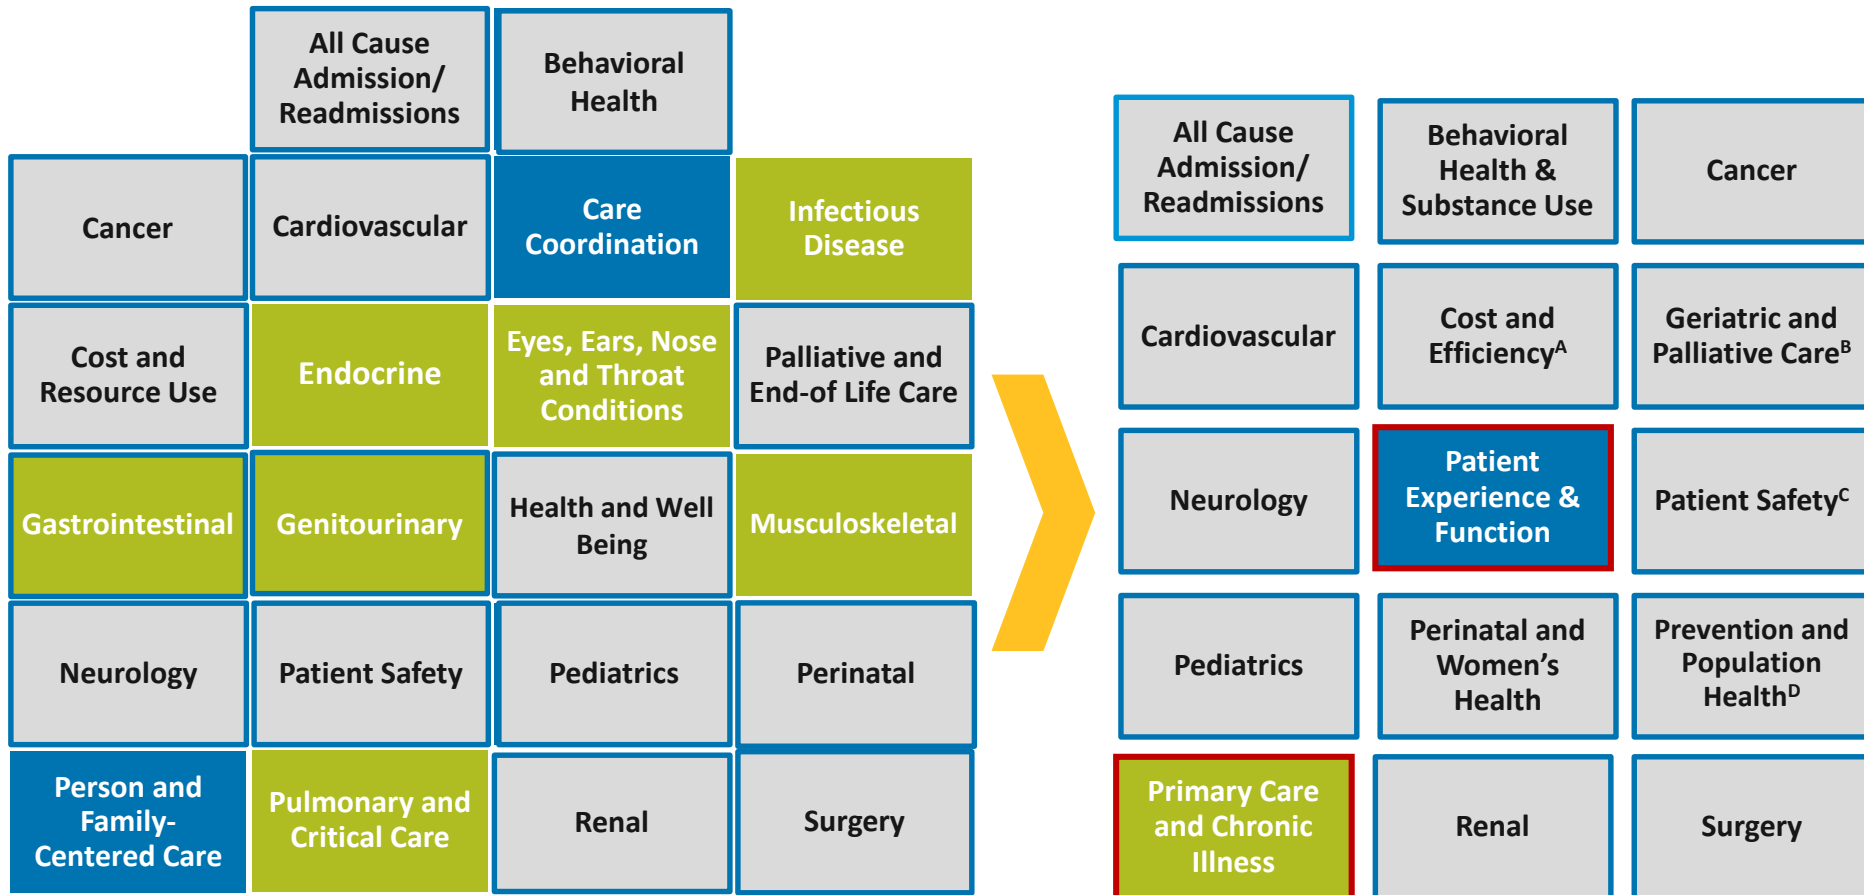 All Cause
Admission/
Readmissions
Behavioral
Health
Cancer
Cardiovascular
Care
Coordination
Infectious
Disease
Cost and
Resource Use
Endocrine
Eyes, Ears, Nose
and Throat
Conditions
Palliative and
End-of Life Care
Gastrointestinal
Genitourinary
Health and Well
Being
Musculoskeletal
Neurology
Patient Safety
Pediatrics
Perinatal
Person and
Family-
Centered Care
Pulmonary and
Critical Care
Renal
Surgery
All Cause
Admission/
Readmissions
Behavioral
Health &
Substance Use
Cancer
Cardiovascular
Cost and
Efficiency^A
Geriatric and
Palliative Care^B
Neurology
Patient
Experience &
Function
Patient Safety^C
Pediatrics
Perinatal and
Women’s
Health
Prevention and
Population
Health^D
Primary Care
and Chronic
Illness
Renal
Surgery